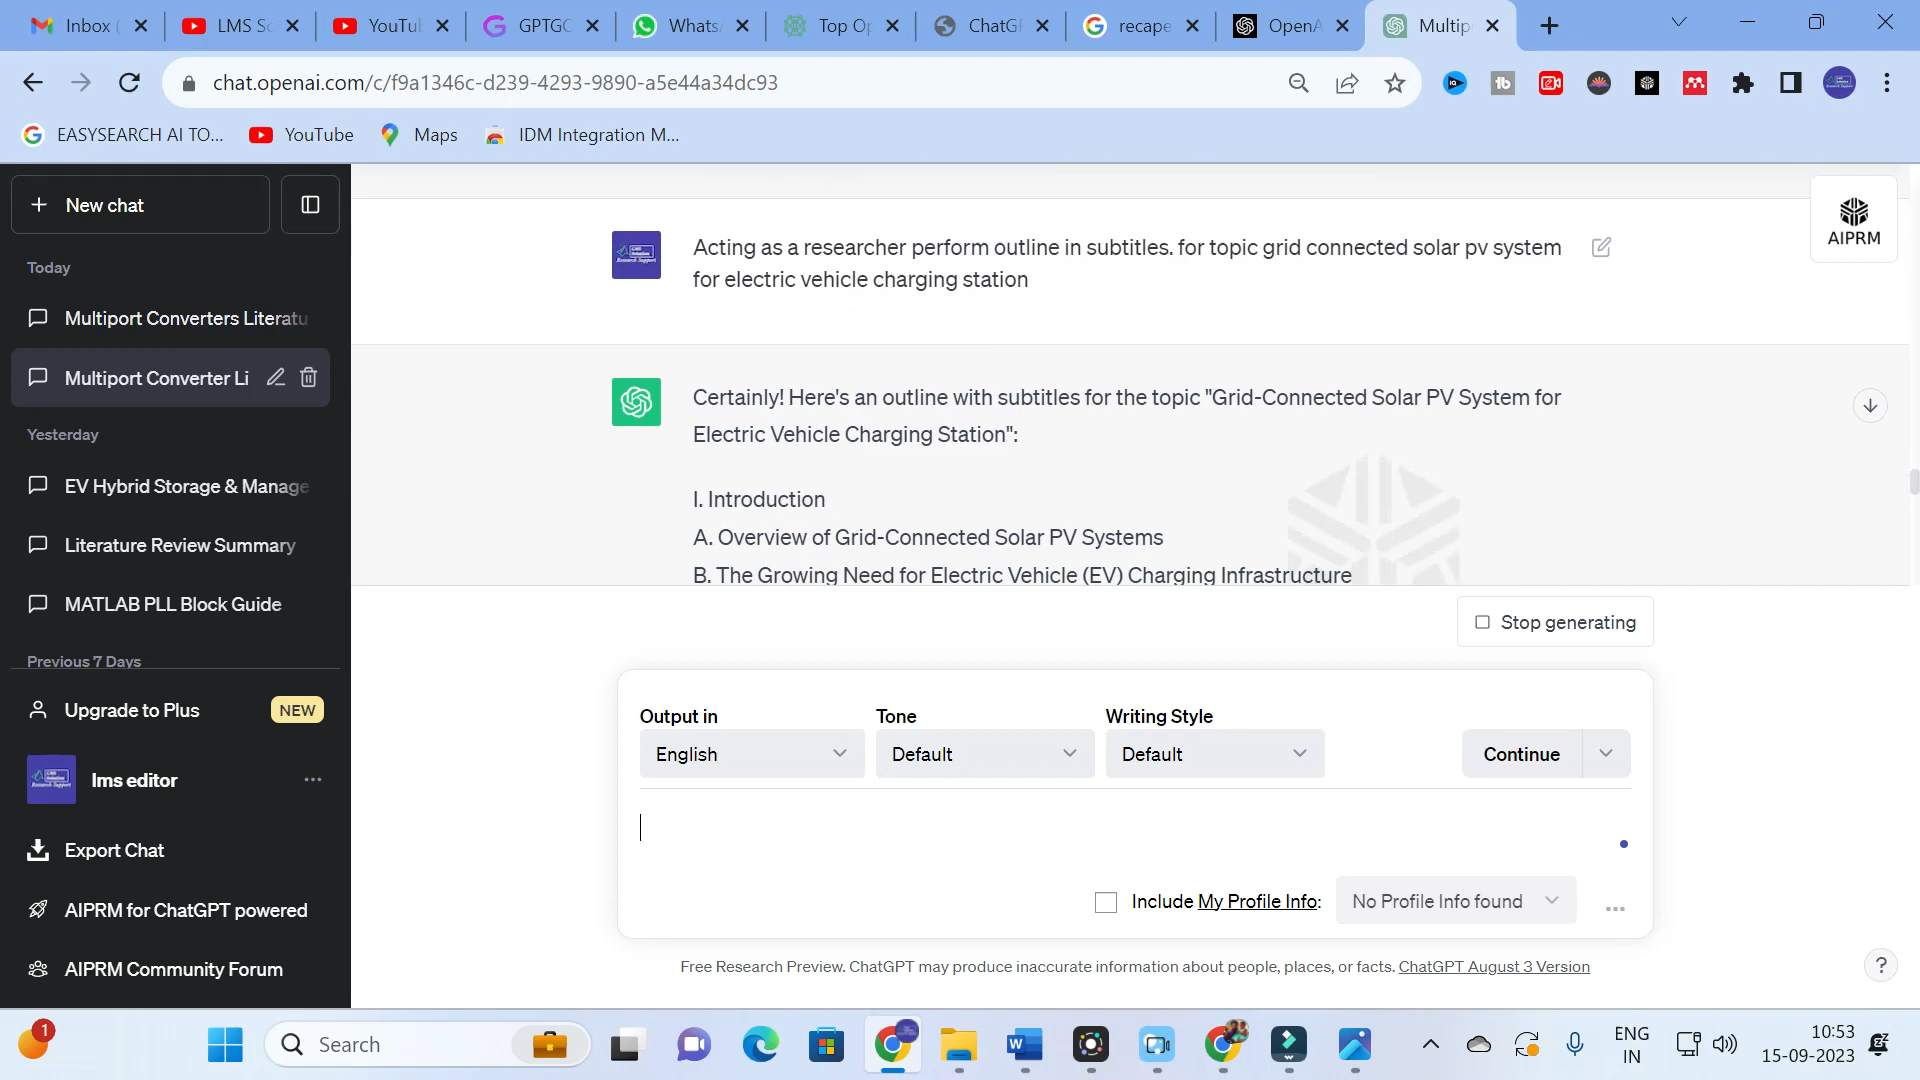 Inbox (
LMS So
YouTul
GPTGO
Whats
Top Op
ChatGI
recape
OpenA
Multip
chat.openai.com/c/f9a1346c-d239-4293-9890-a5e44a34dc93
EASYSEARCH AI TO...
YouTube
Maps
IDM Integration M...
New chat
Today
Multiport Converters Literatu
Multiport Converter Li
Yesterday
EV Hybrid Storage & Manage
Literature Review Summary
MATLAB PLL Block Guide
Previous 7 Days
Upgrade to Plus
NEW
lms editor
Export Chat
AIPRM for ChatGPT powered
AIPRM Community Forum
AIPRM
Acting as a researcher perform outline in subtitles. for topic grid connected solar pv system
for electric vehicle charging station
Certainly! Here's an outline with subtitles for the topic "Grid-Connected Solar PV System for
Electric Vehicle Charging Station":
I. Introduction
A. Overview of Grid-Connected Solar PV Systems
B. The Growing Need for Electric Vehicle (EV) Charging Infrastructure
Stop generating
Output in
Tone
Writing Style
English
Default
Default
Continue
Include My Profile Info:
No Profile Info found
Free Research Preview. ChatGPT may produce inaccurate information about people, places, or facts. ChatGPT August 3 Version
?
1
Search
ENG
IN
10:53
15-09-2023